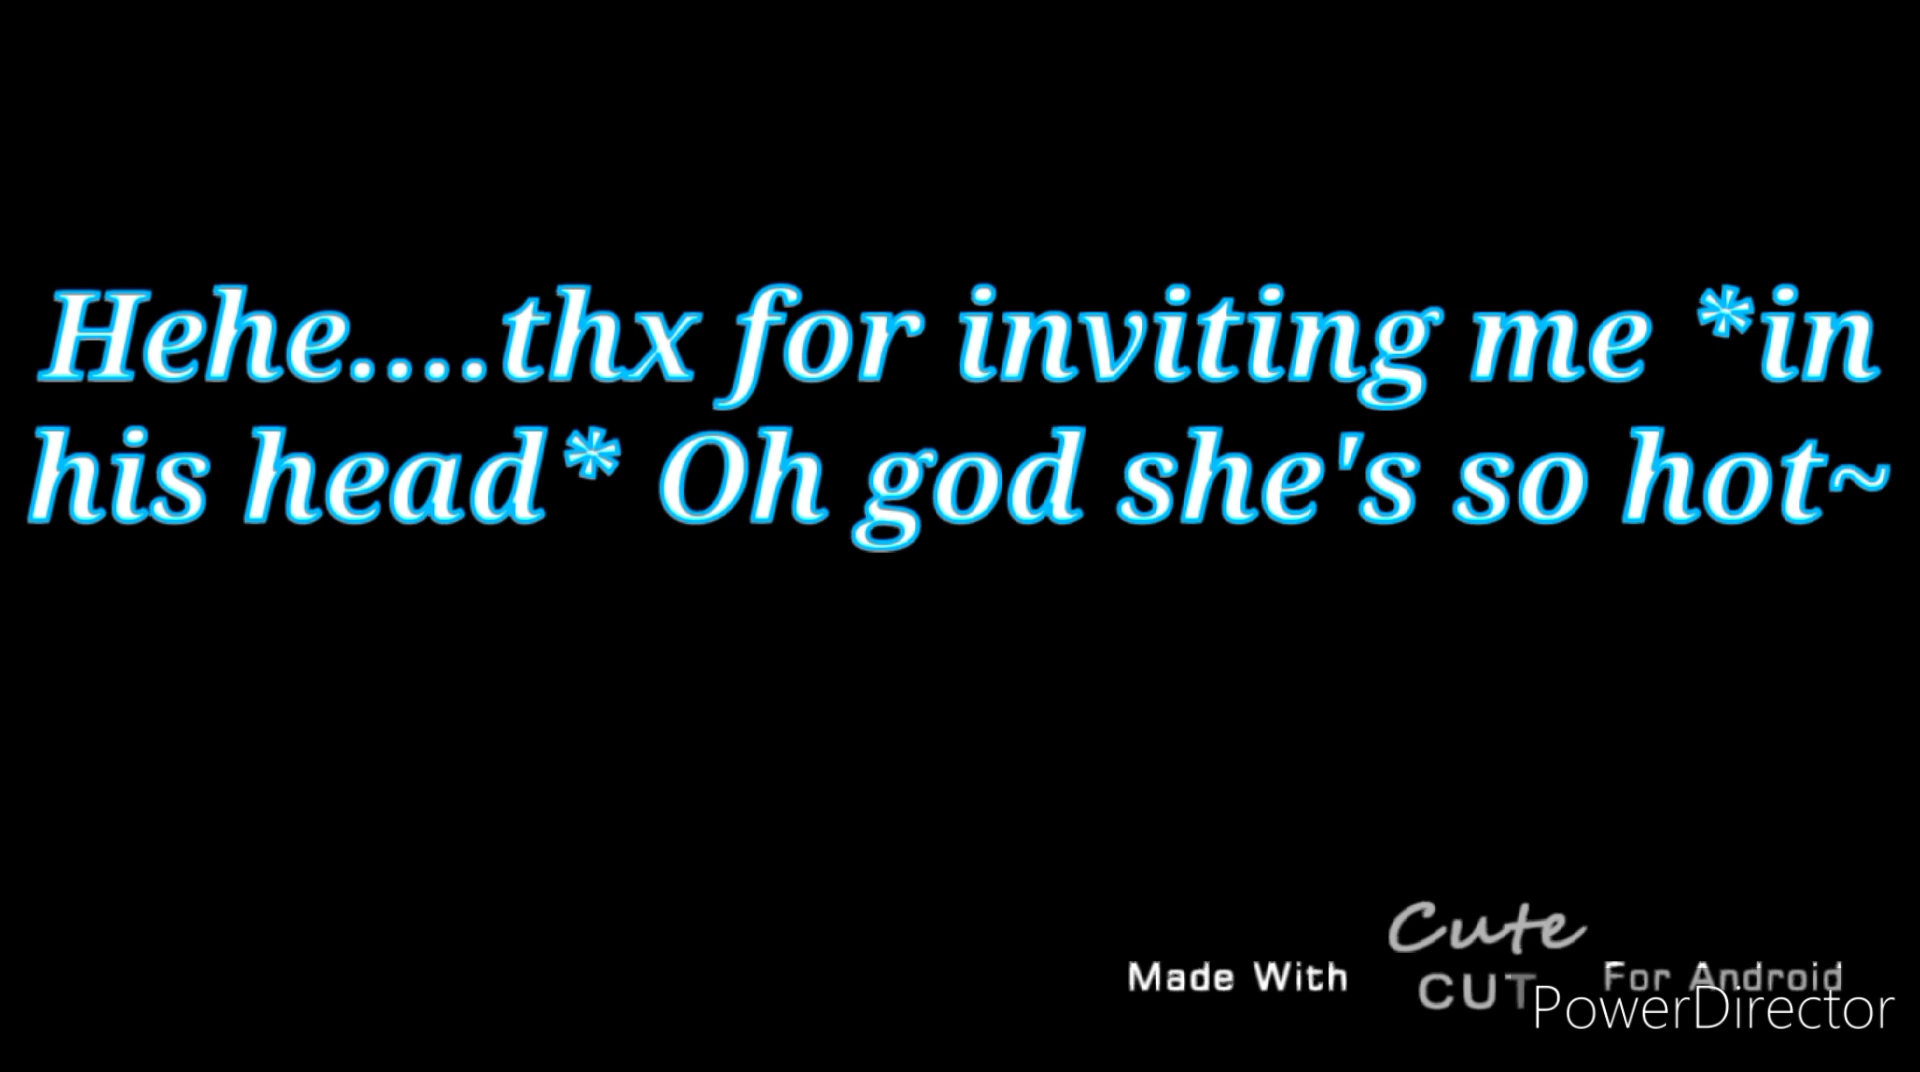 Hehe....thx for inviting me *in
his head* Oh god she's so hot~
Cute
Made With CUT For Android
PowerDirector